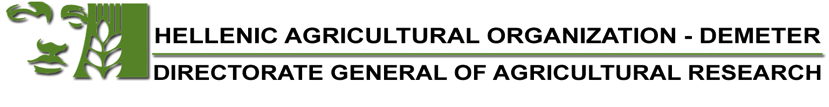 HELLENIC AGRICULTURAL ORGANIZATION - DEMETER
DIRECTORATE GENERAL OF AGRICULTURAL RESEARCH